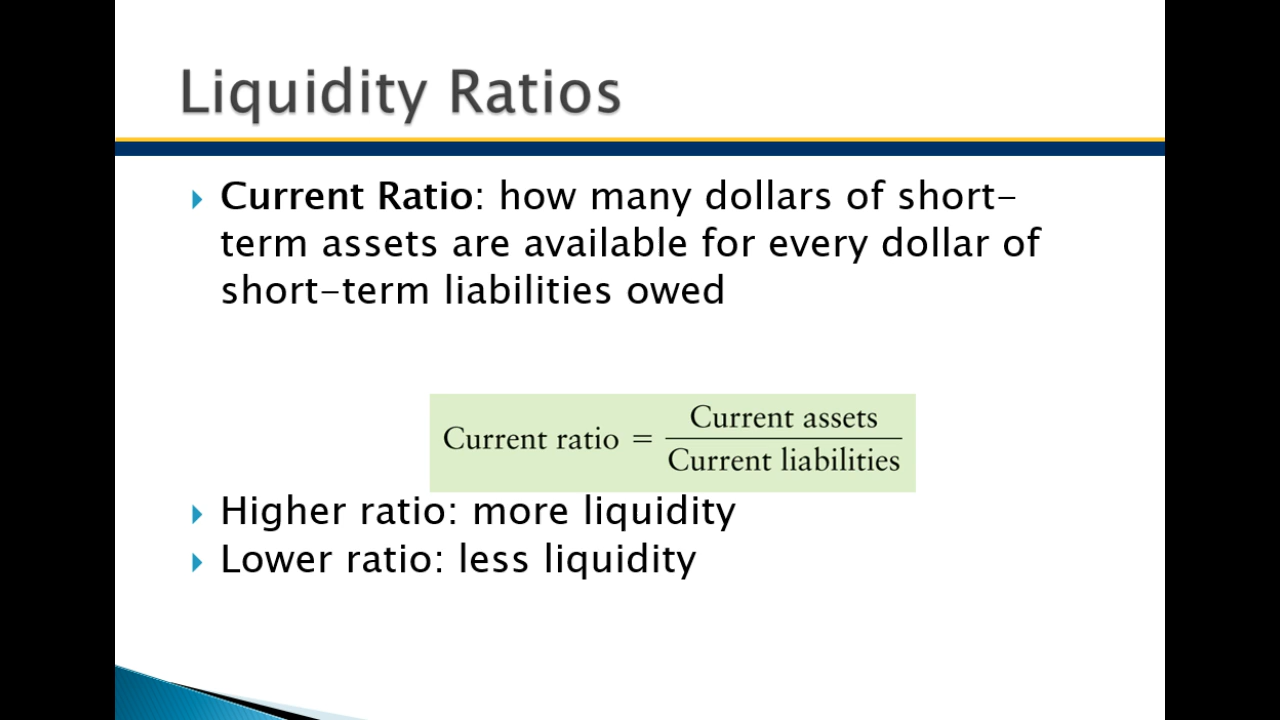 Liquidity Ratios
Current Ratio: how many dollars of short-
term assets are available for every dollar of
short-term liabilities owed
Current ratio = Current assets / Current liabilities
Higher ratio: more liquidity
Lower ratio: less liquidity